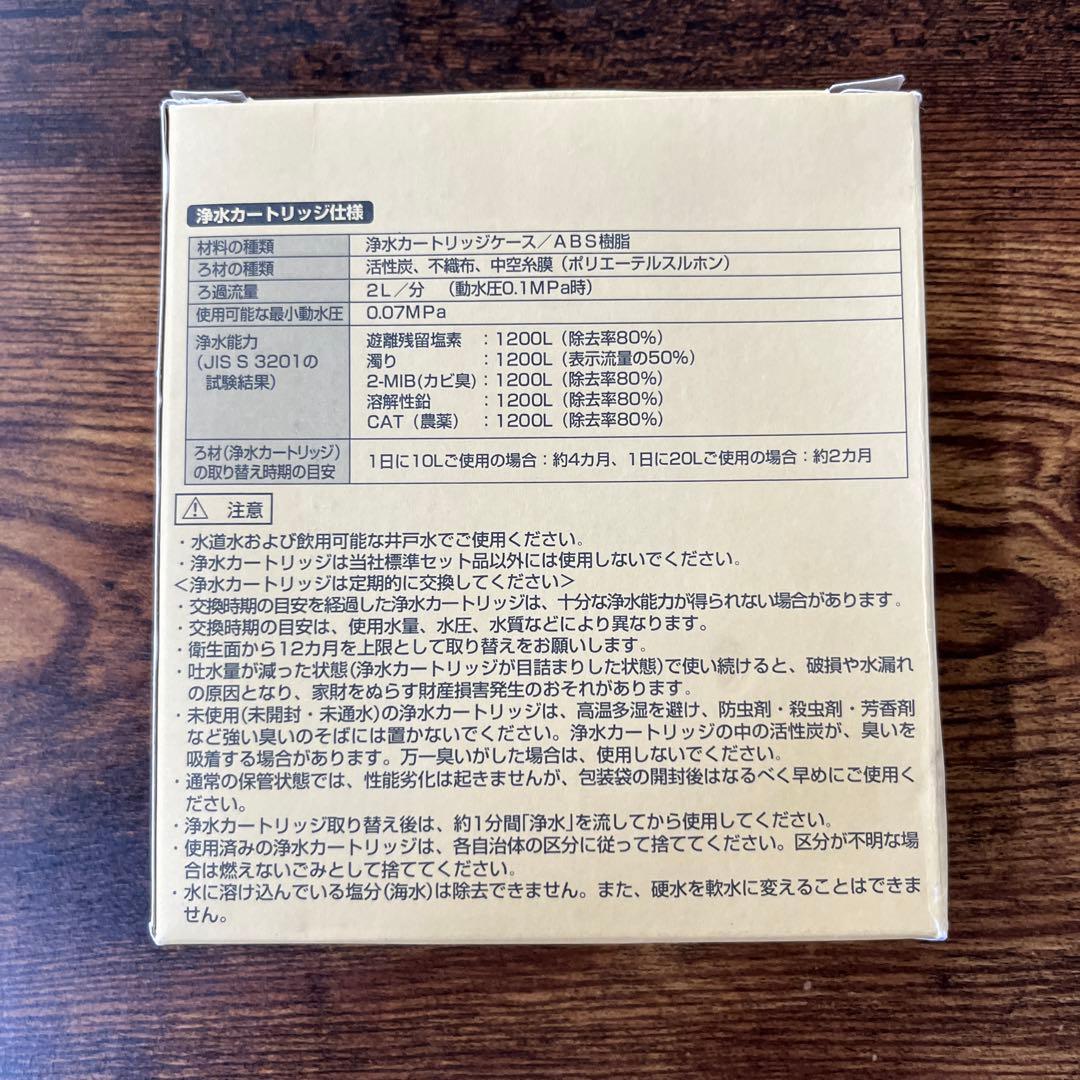 浄水カートリッジ仕様
材料の種類 浄水カートリッジケース／ＡＢＳ樹脂
ろ材の種類 活性炭、不織布、中空糸膜（ポリエーテルスルホン）
ろ過流量 2Ｌ／分 （動水圧0.1MPa時）
使用可能な最小動水圧 0.07MPa
浄水能力 遊離残留塩素 ：1200L（除去率80%）
（JIS S 3201の 濁り ：1200L（表示流量の50%）
試験結果） 2-MIB(カビ臭)：1200L（除去率80%）
溶解性鉛 ：1200L（除去率80%）
CAT（農薬） ：1200L（除去率80%）
ろ材（浄水カートリッジ）
の取り替え時期の目安 1日に10Lご使用の場合：約4カ月、1日に20Lご使用の場合：約2カ月
⚠ 注意
・水道水および飲用可能な井戸水でご使用ください。
・浄水カートリッジは当社標準セット品以外には使用しないでください。
＜浄水カートリッジは定期的に交換してください＞
・交換時期の目安を経過した浄水カートリッジは、十分な浄水能力が得られない場合があります。
・交換時期の目安は、使用水量、水圧、水質などにより異なります。
・衛生面から12カ月を上限として取り替えをお願いします。
・吐水量が減った状態(浄水カートリッジが目詰まりした状態)で使い続けると、破損や水漏れ
の原因となり、家財をぬらす財産損害発生のおそれがあります。
・未使用(未開封・未通水)の浄水カートリッジは、高温多湿を避け、防虫剤・殺虫剤・芳香剤
など強い臭いのそばには置かないでください。浄水カートリッジの中の活性炭が、臭いを
吸着する場合があります。万一臭いがした場合は、使用しないでください。
・通常の保管状態では、性能劣化は起きませんが、包装袋の開封後はなるべく早めにご使用く
ださい。
・浄水カートリッジ取り替え後は、約1分間「浄水」を流してから使用してください。
・使用済みの浄水カートリッジは、各自治体の区分に従って捨ててください。区分が不明な場
合は燃えないごみとして捨ててください。
・水に溶け込んでいる塩分(海水)は除去できません。また、硬水を軟水に変えることはできま
せん。